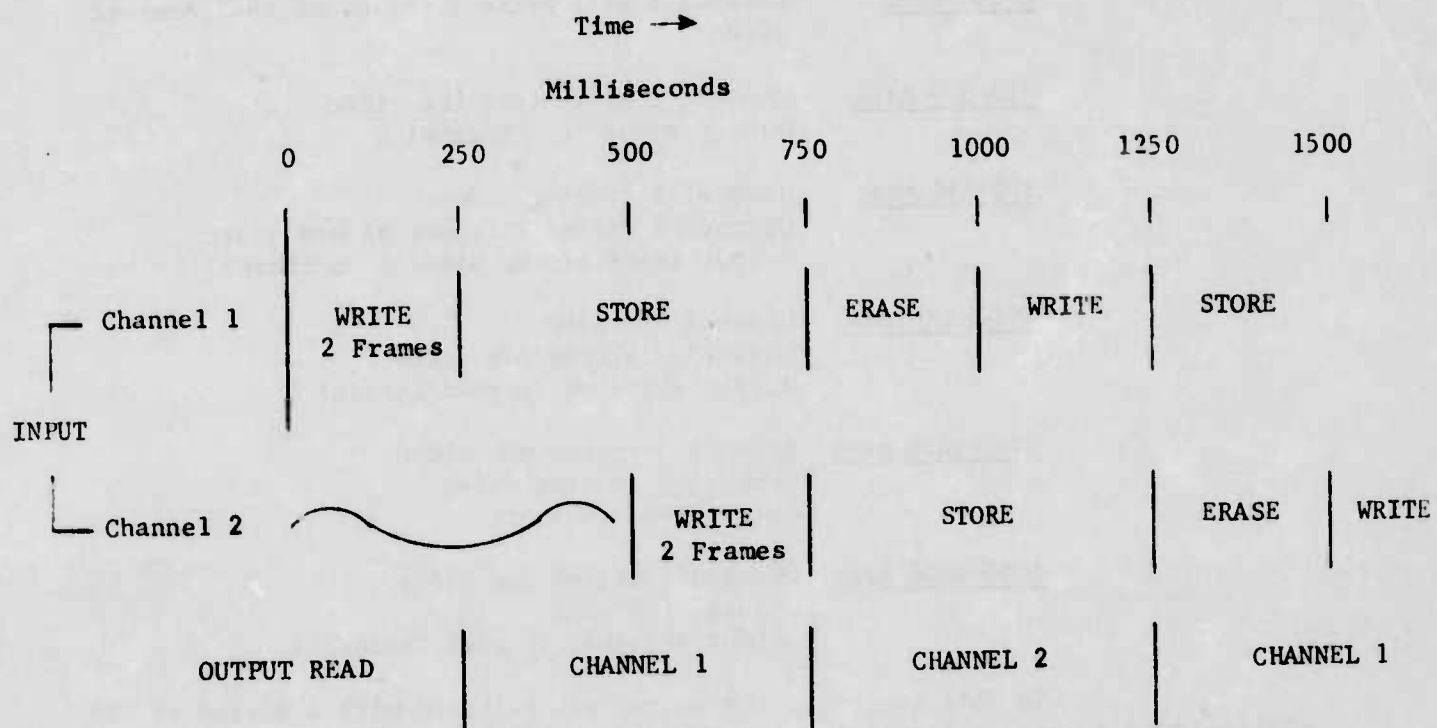 Time →
Milliseconds
0 250 500 750 1000 1250 1500
Channel 1 WRITE STORE ERASE WRITE STORE
2 Frames
INPUT
Channel 2 WRITE STORE ERASE WRITE
2 Frames
OUTPUT READ CHANNEL 1 CHANNEL 2 CHANNEL 1